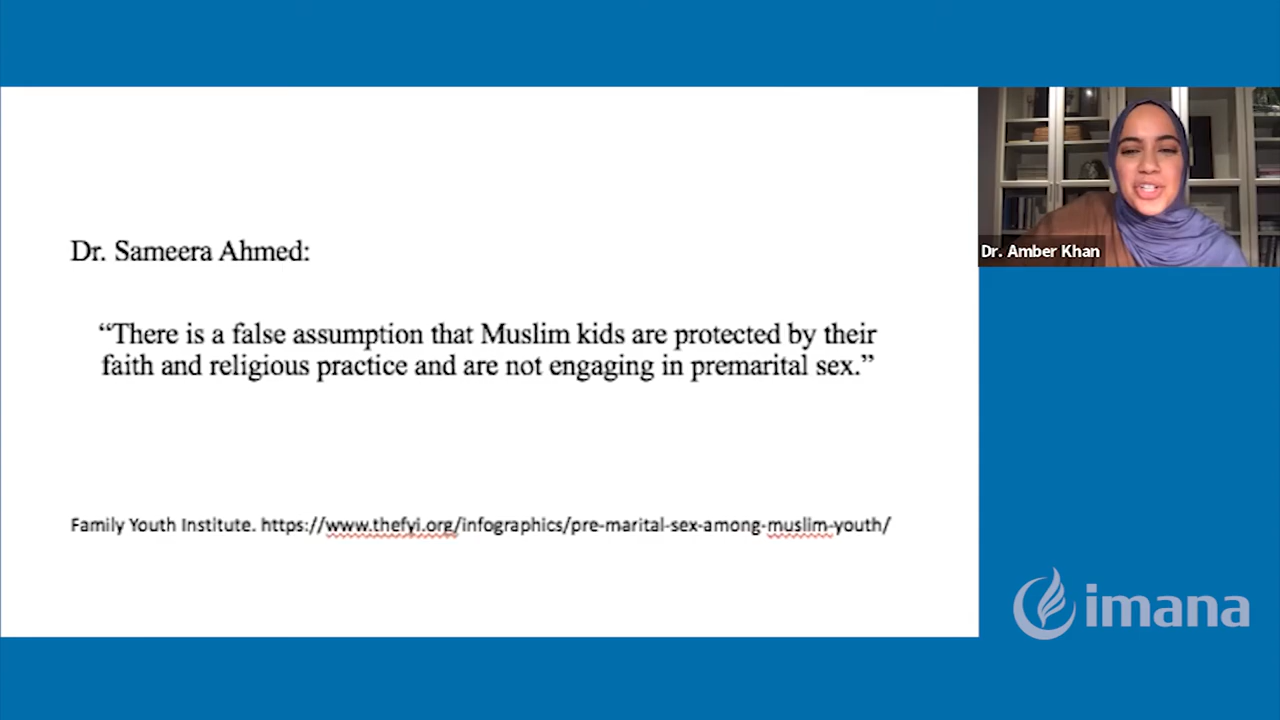 Dr. Sameera Ahmed:
“There is a false assumption that Muslim kids are protected by their
faith and religious practice and are not engaging in premarital sex.”
Family Youth Institute. https://www.thefyi.org/infographics/pre-marital-sex-among-muslim-youth/
Dr. Amber Khan
imana